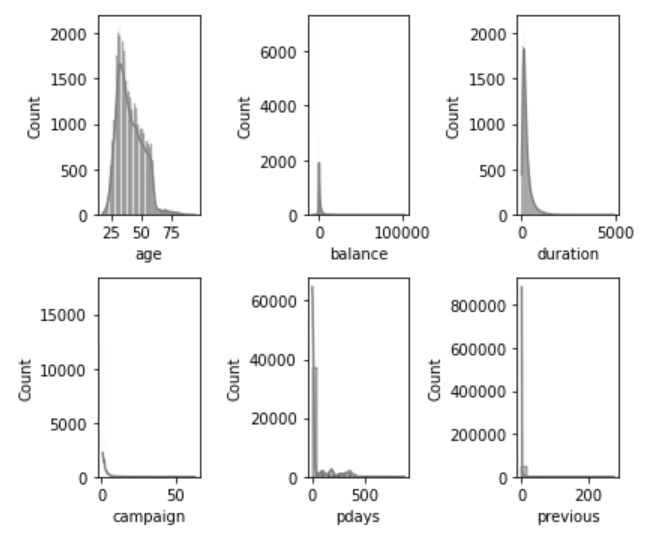 2000
1500
1000
500
0
Count
25 50 75
age
6000
4000
2000
0
Count
0 100000
balance
2000
1500
1000
500
0
Count
0 5000
duration
15000
10000
5000
0
Count
0 50
campaign
60000
40000
20000
0
Count
0 500
pdays
800000
600000
400000
200000
0
Count
0 200
previous